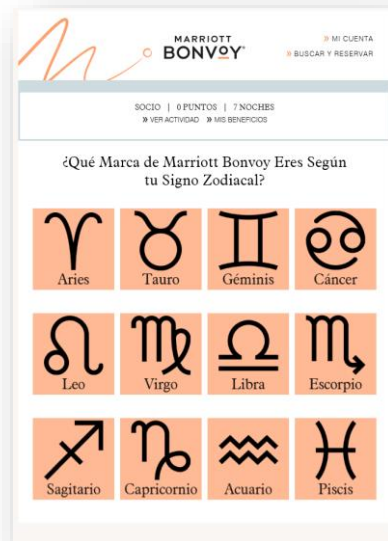 MARRIOTT
BONVOY
» MI CUENTA
» BUSCAR Y RESERVAR
SOCIO | 0 PUNTOS | 7 NOCHES
» VER ACTIVIDAD » MIS BENEFICIOS
¿Qué Marca de Marriott Bonvoy Eres Según
tu Signo Zodiacal?
Aries Tauro Géminis Cáncer
Leo Virgo Libra Escorpio
Sagitario Capricornio Acuario Piscis